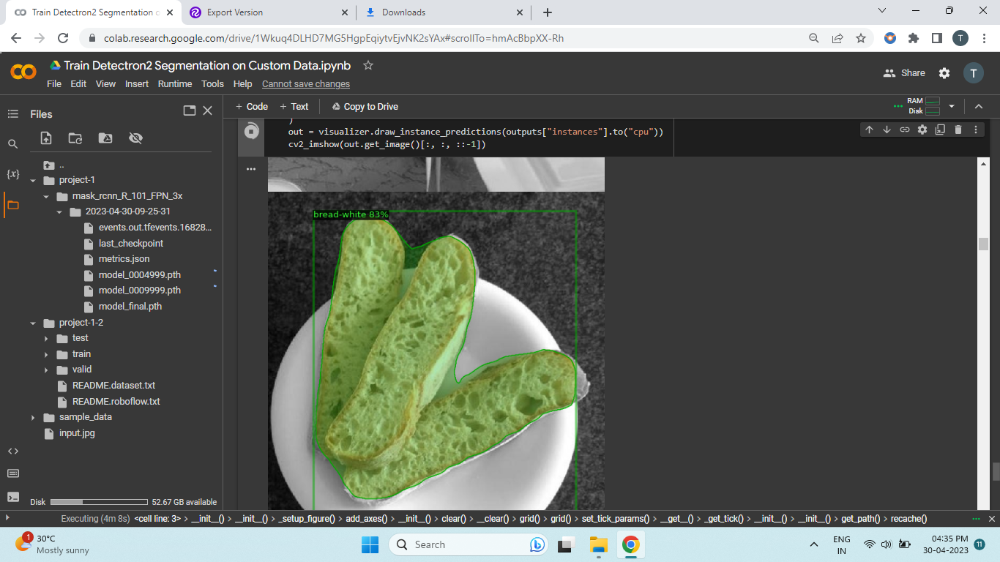 Train Detectron2 Segmentation o
Export Version
Downloads
colab.research.google.com/drive/1Wkuq4DLHD7MG5HgpEqiytvEjvNK2sYAx#scrollTo=hmAcBbpXX-Rh
T
CO
Train Detectron2 Segmentation on Custom Data.ipynb
File Edit View Insert Runtime Tools Help Cannot save changes
Share
T
Files
+ Code + Text Copy to Drive
RAM
Disk
{x}
)
out = visualizer.draw_instance_predictions(outputs["instances"].to("cpu"))
cv2_imshow(out.get_image()[:, :, ::-1])
..
project-1
mask_rcnn_R_101_FPN_3x
2023-04-30-09-25-31
events.out.tfevents.16828...
last_checkpoint
metrics.json
model_0004999.pth
model_0009999.pth
model_final.pth
project-1-2
test
train
valid
README.dataset.txt
README.roboflow.txt
sample_data
input.jpg
bread-white 83%
Disk 52.67 GB available
Executing (4m 8s) <cell line: 3> > __init__() > __init__() > _setup_figure() > add_axes() > __init__() > clear() > __clear() > grid() > grid() > set_tick_params() > __get__() > _get_tick() > __init__() > __init__() > get_path() > recache()
1
30°C
Mostly sunny
Search
ENG
IN
04:35 PM
30-04-2023
11